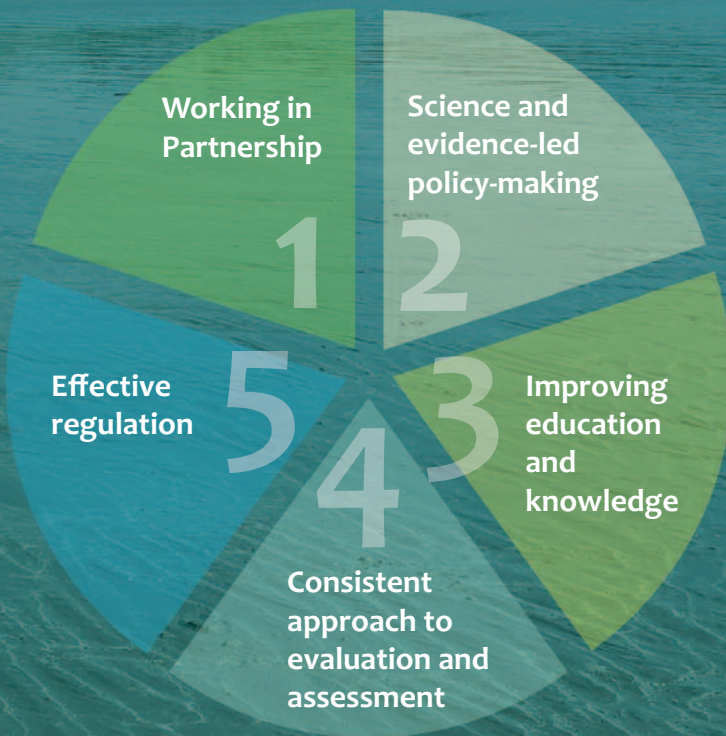 Working in
Partnership
1
Science and
evidence-led
policy-making
2
Improving
education
and
knowledge
3
Consistent
approach to
evaluation and
assessment
4
Effective
regulation
5